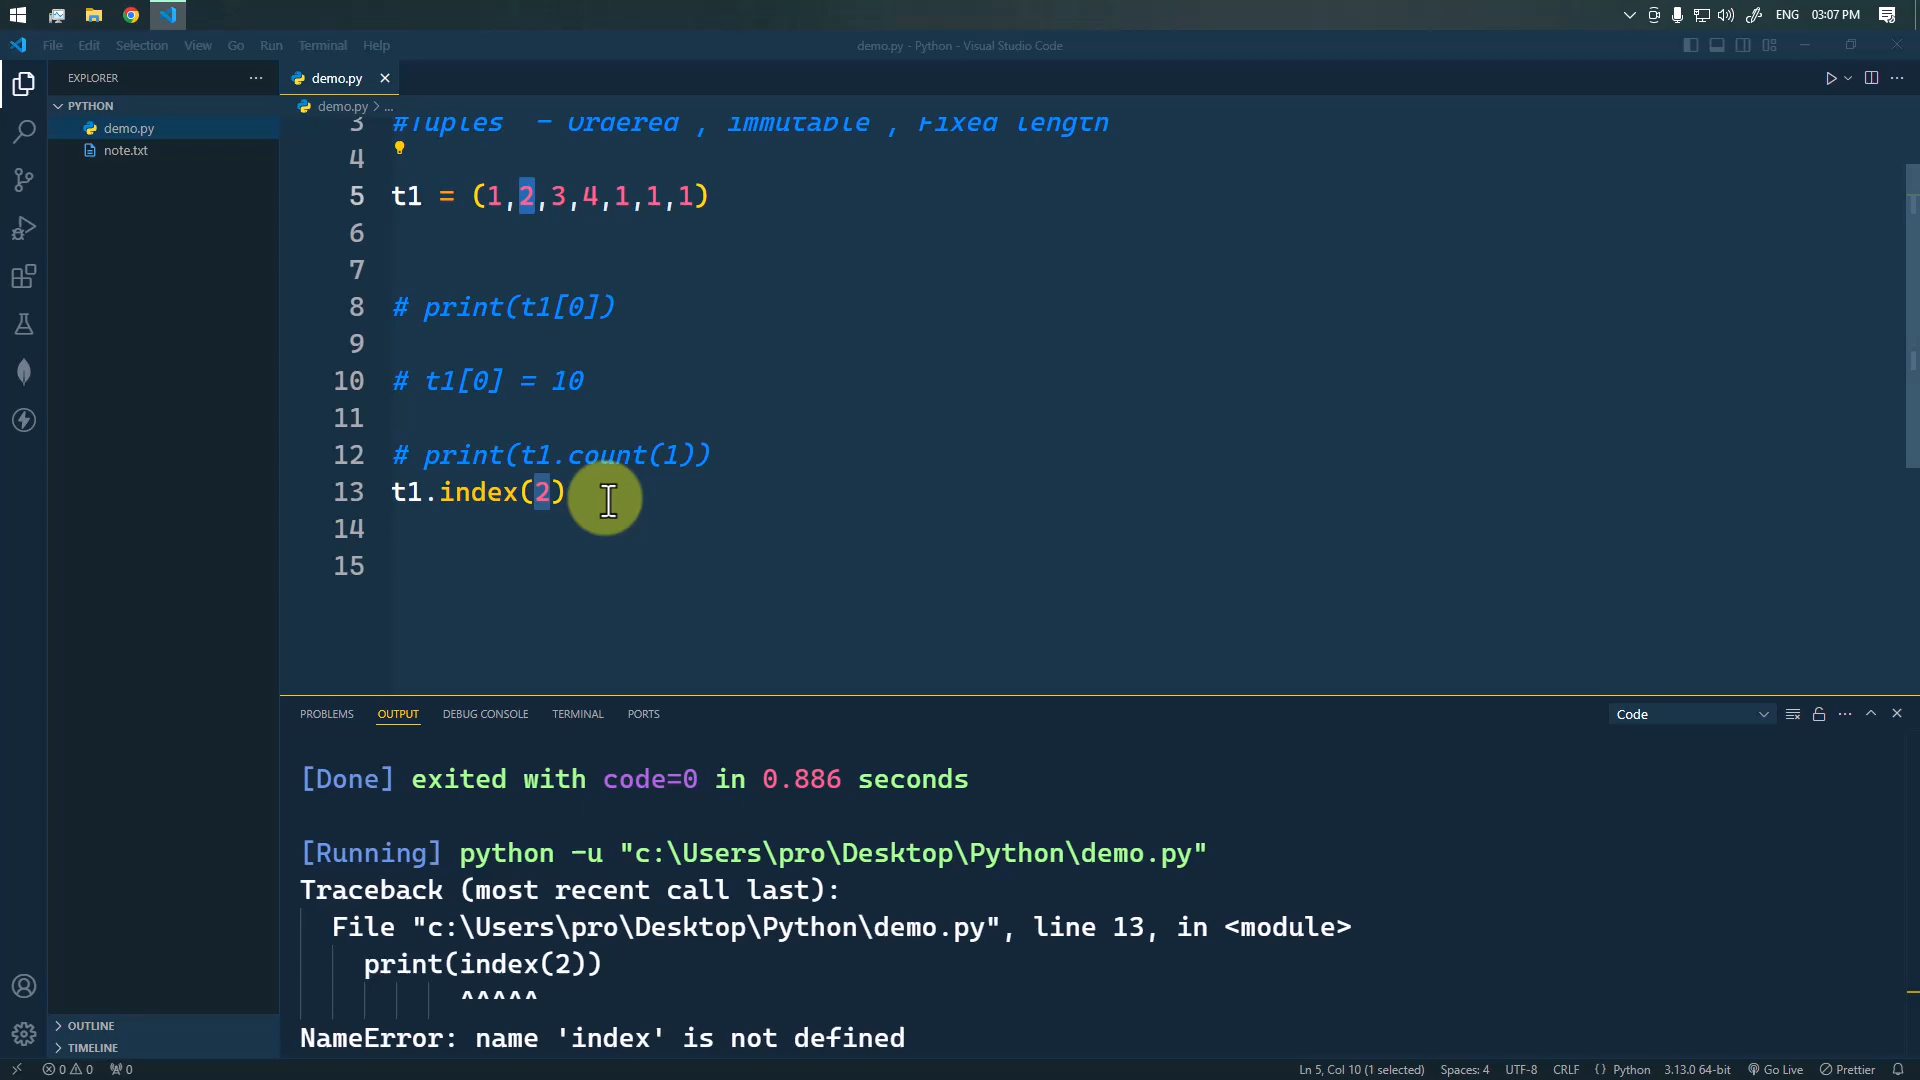 ENG 03:07 PM
File Edit Selection View Go Run Terminal Help
demo.py - Python - Visual Studio Code
EXPLORER
PYTHON
demo.py
note.txt
OUTLINE
TIMELINE
demo.py
demo.py > ...
3 #Tuples - Ordered , immutable , Fixed length
4
5 t1 = (1,2,3,4,1,1,1)
6
7
8 # print(t1[0])
9
10 # t1[0] = 10
11
12 # print(t1.count(1))
13 t1.index(2)
14
15
PROBLEMS OUTPUT DEBUG CONSOLE TERMINAL PORTS
Code
[Done] exited with code=0 in 0.886 seconds
[Running] python -u "c:\Users\pro\Desktop\Python\demo.py"
Traceback (most recent call last):
File "c:\Users\pro\Desktop\Python\demo.py", line 13, in <module>
print(index(2))
^^^^^
NameError: name 'index' is not defined
0 0 0
Ln 5, Col 10 (1 selected) Spaces: 4 UTF-8 CRLF {} Python 3.13.0 64-bit Go Live Prettier